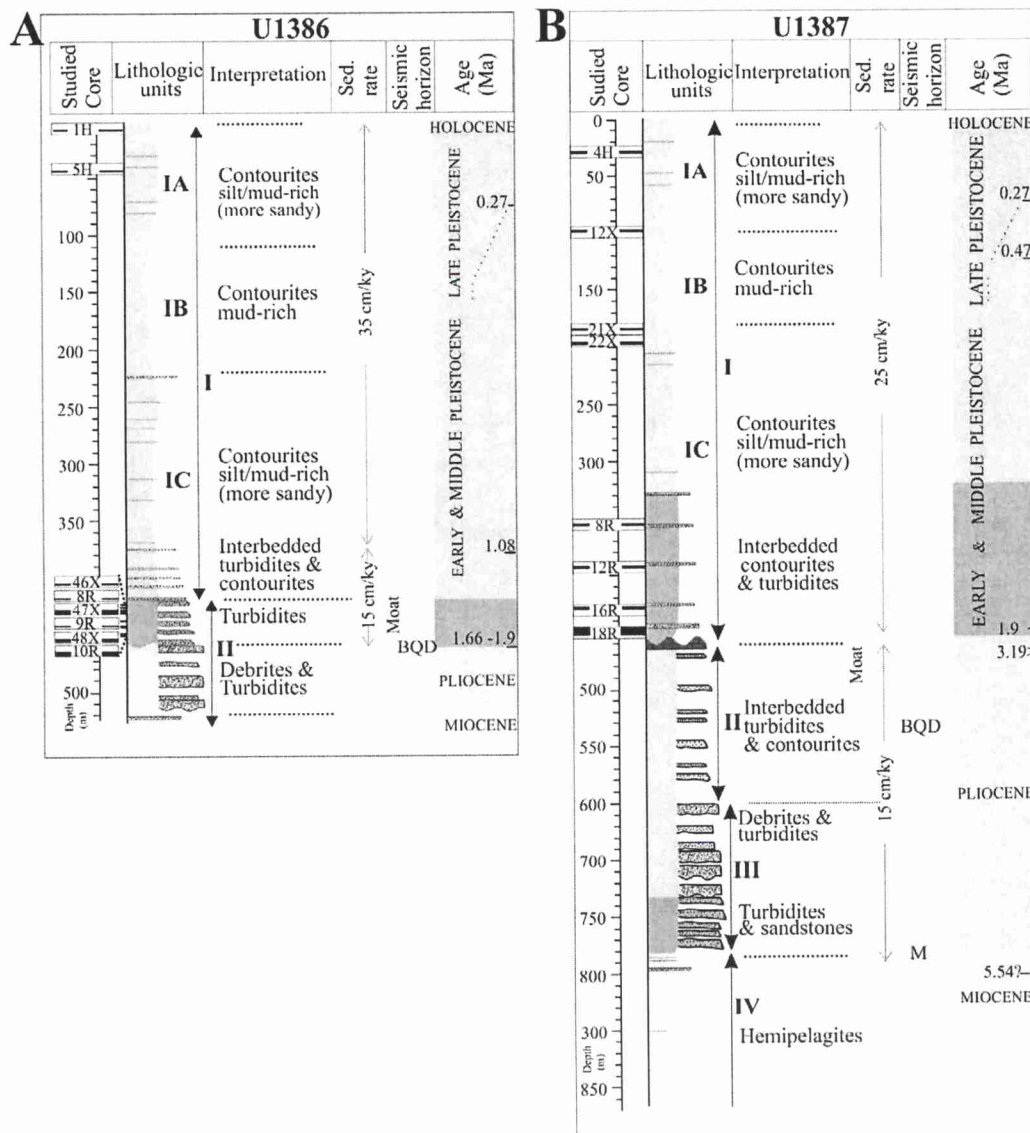 A
U1386
Studied
Core
Lithologic
units
Interpretation
Sed.
rate
Seismic
horizon
Age
(Ma)
1H
5H
100
150
200
250
300
350
46X
8R
47X
9R
48X
10R
500
Depth
(m)
IA
IB
I
IC
II
Contourites
silt/mud-rich
(more sandy)
Contourites
mud-rich
Contourites
silt/mud-rich
(more sandy)
Interbedded
turbidites &
contourites
Turbidites
Debrites &
Turbidites
35 cm/ky
15 cm/ky
Moat
BQD
HOLOCENE
LATE PLEISTOCENE
EARLY & MIDDLE PLEISTOCENE
0.27
1.08
1.66 -1.9
PLIOCENE
MIOCENE
B
U1387
Studied
Core
Lithologic
units
Interpretation
Sed.
rate
Seismic
horizon
Age
(Ma)
0
4H
50
12X
150
21X
22X
250
300
8R
12R
16R
18R
500
550
600
700
750
800
300
Depth
(m)
850
IA
IB
I
IC
II
III
IV
Contourites
silt/mud-rich
(more sandy)
Contourites
mud-rich
Contourites
silt/mud-rich
(more sandy)
Interbedded
contourites
& turbidites
Interbedded
turbidites
& contourites
Debrites &
turbidites
Turbidites
& sandstones
Hemipelagites
25 cm/ky
15 cm/ky
Moat
BQD
M
HOLOCENE
LATE PLEISTOCENE
EARLY & MIDDLE PLEISTOCENE
0.27
0.47
1.9
3.19?
PLIOCENE
5.54?
MIOCENE